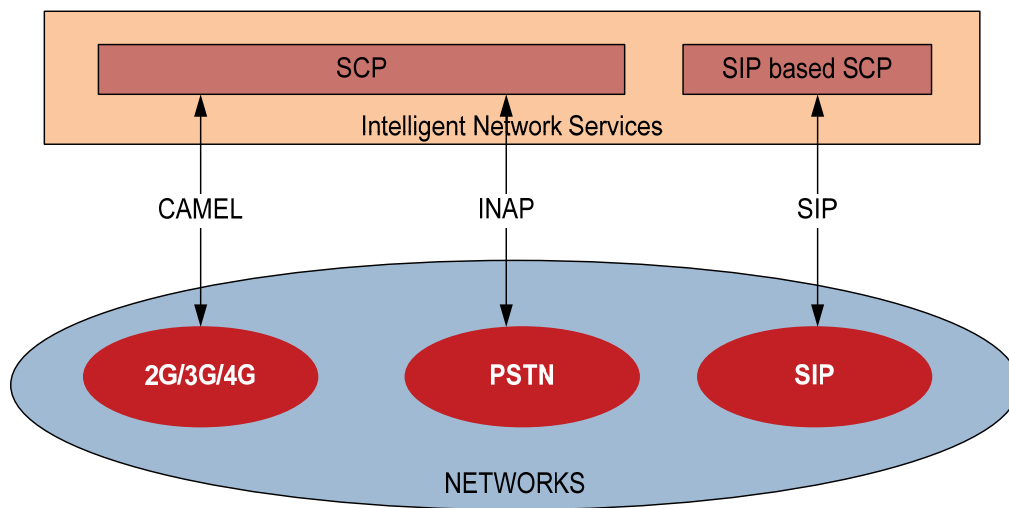 SCP
SIP based SCP
Intelligent Network Services
CAMEL
INAP
SIP
2G/3G/4G
PSTN
SIP
NETWORKS